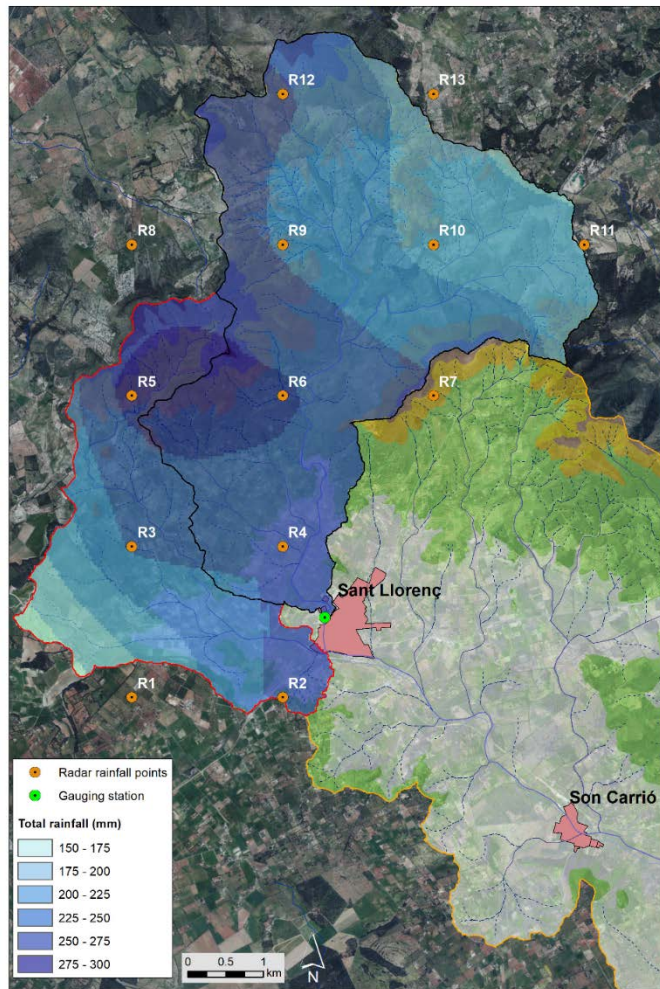 R12
R13
R8
R9
R10
R11
R5
R6
R7
R3
R4
Sant Llorenç
R1
R2
Son Carrió
Radar rainfall points
Gauging station
Total rainfall (mm)
150 - 175
175 - 200
200 - 225
225 - 250
250 - 275
275 - 300
0 0.5 1
km
N